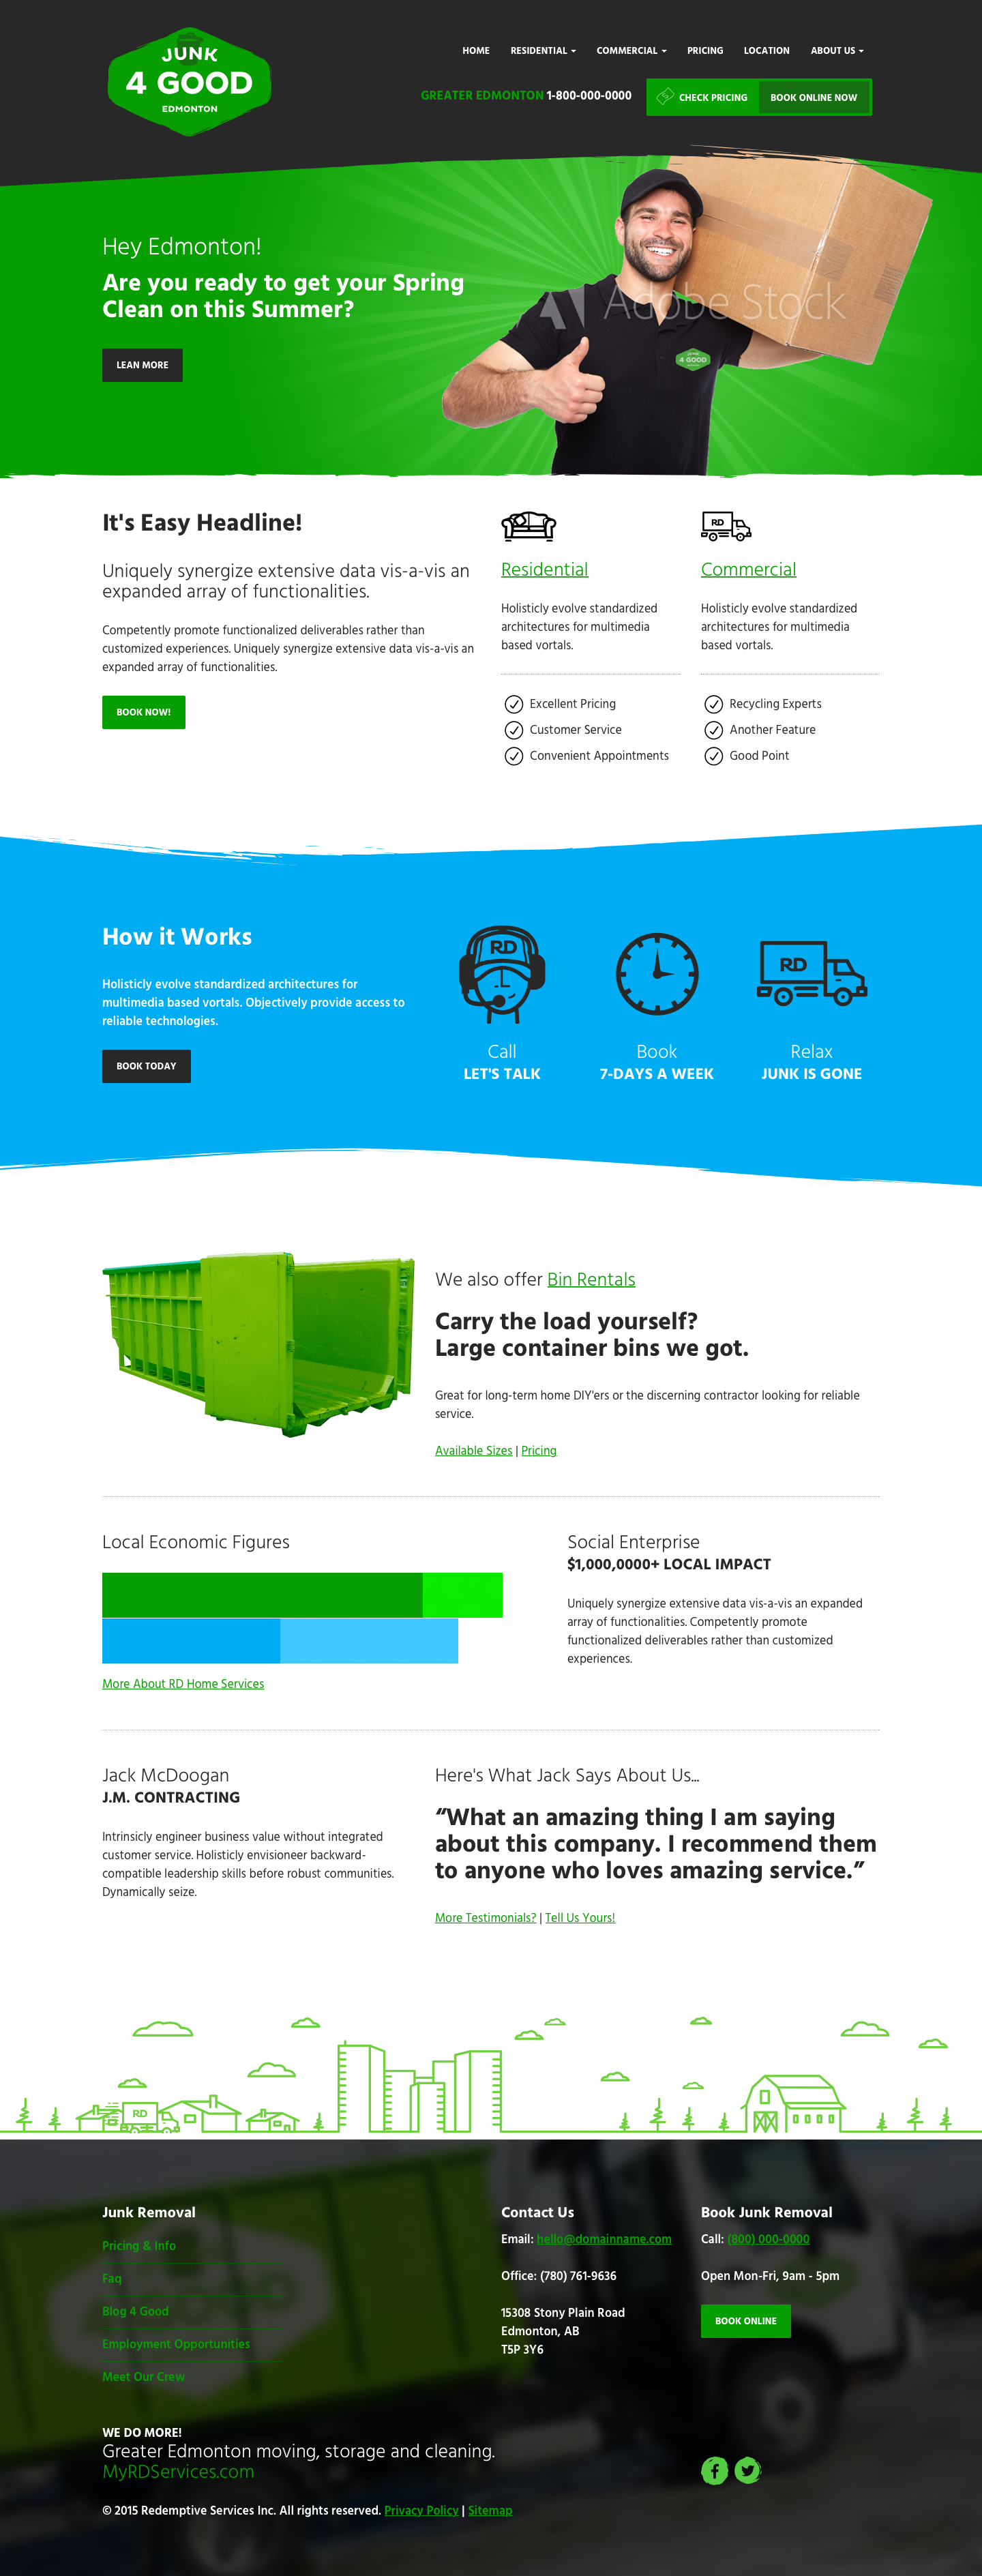 JUNK
4 GOOD
EDMONTON
HOME RESIDENTIAL COMMERCIAL PRICING LOCATION ABOUT US
GREATER EDMONTON 1-800-000-0000
CHECK PRICING
BOOK ONLINE NOW
Hey Edmonton!
Are you ready to get your Spring
Clean on this Summer?
LEAN MORE
Adobe Stock
JUNK
4 GOOD
It's Easy Headline!
Uniquely synergize extensive data vis-a-vis an
expanded array of functionalities.
Competently promote functionalized deliverables rather than
customized experiences. Uniquely synergize extensive data vis-a-vis an
expanded array of functionalities.
BOOK NOW!
Residential
Holisticly evolve standardized
architectures for multimedia
based vortals.
Excellent Pricing
Customer Service
Convenient Appointments
RD
Commercial
Holisticly evolve standardized
architectures for multimedia
based vortals.
Recycling Experts
Another Feature
Good Point
How it Works
Holisticly evolve standardized architectures for
multimedia based vortals. Objectively provide access to
reliable technologies.
BOOK TODAY
RD
Call
LET'S TALK
Book
7-DAYS A WEEK
RD
Relax
JUNK IS GONE
We also offer Bin Rentals
Carry the load yourself?
Large container bins we got.
Great for long-term home DIY'ers or the discerning contractor looking for reliable
service.
Available Sizes | Pricing
Local Economic Figures
More About RD Home Services
Social Enterprise
$1,000,0000+ LOCAL IMPACT
Uniquely synergize extensive data vis-a-vis an expanded
array of functionalities. Competently promote
functionalized deliverables rather than customized
experiences.
Jack McDoogan
J.M. CONTRACTING
Intrinsicly engineer business value without integrated
customer service. Holisticly envisioneer backward-
compatible leadership skills before robust communities.
Dynamically seize.
Here's What Jack Says About Us...
“What an amazing thing I am saying
about this company. I recommend them
to anyone who loves amazing service.”
More Testimonials? | Tell Us Yours!
RD
Junk Removal
Pricing & Info
Faq
Blog 4 Good
Employment Opportunities
Meet Our Crew
Contact Us
Email: hello@domainname.com
Office: (780) 761-9636
15308 Stony Plain Road
Edmonton, AB
T5P 3Y6
Book Junk Removal
Call: (800) 000-0000
Open Mon-Fri, 9am - 5pm
BOOK ONLINE
WE DO MORE!
Greater Edmonton moving, storage and cleaning.
MyRDServices.com
© 2015 Redemptive Services Inc. All rights reserved. Privacy Policy | Sitemap